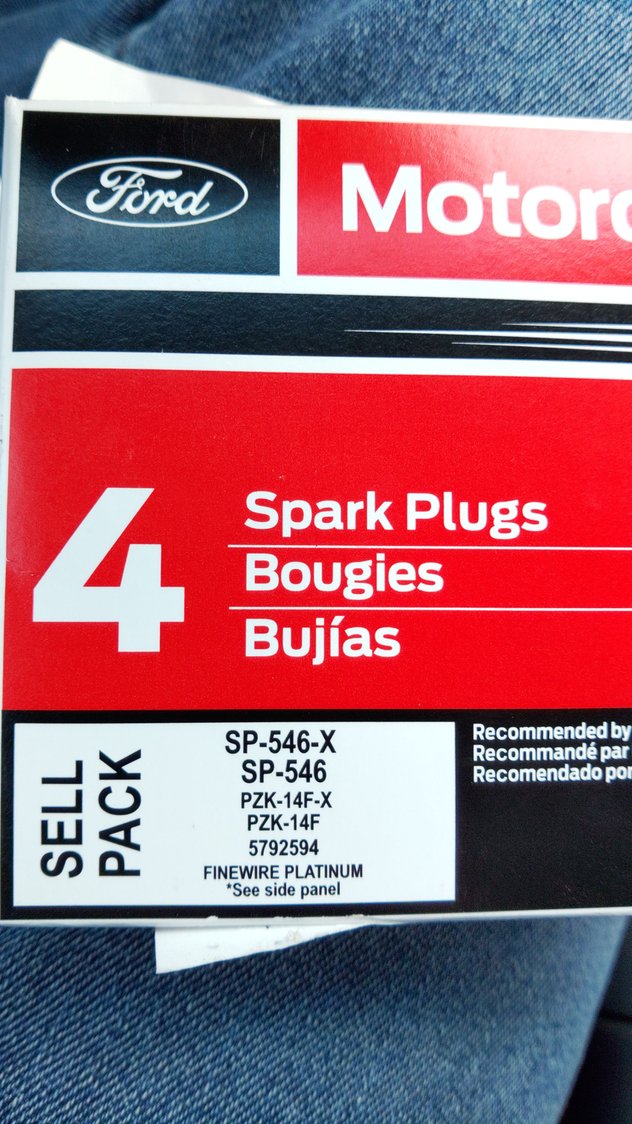 Ford
Motorc
4
Spark Plugs
Bougies
Bujías
SELL
PACK
SP-546-X
SP-546
PZK-14F-X
PZK-14F
5792594
FINEWIRE PLATINUM
*See side panel
Recommended by
Recommandé par
Recomendado por